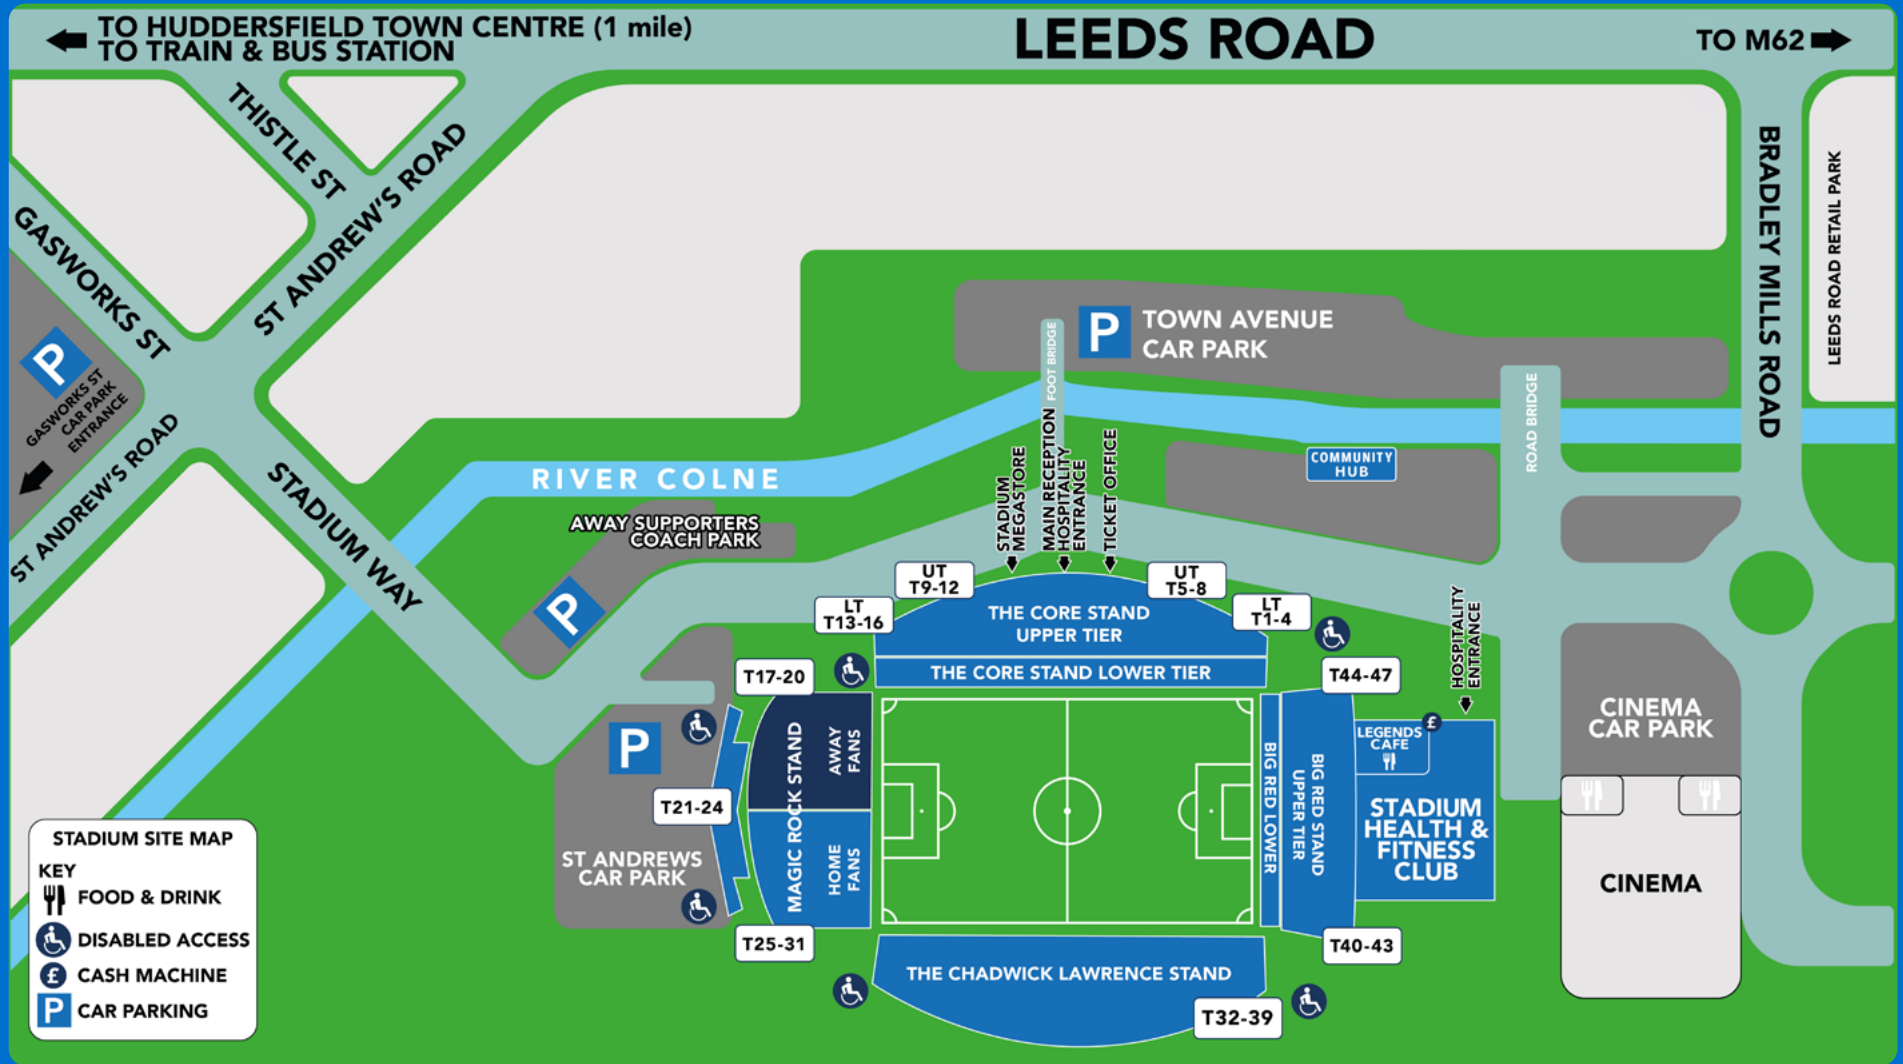 TO HUDDERSFIELD TOWN CENTRE (1 mile)
TO TRAIN & BUS STATION
LEEDS ROAD
TO M62
THISTLE ST
ST ANDREW'S ROAD
GASWORKS ST
P
GASWORKS ST
CAR PARK
ENTRANCE
ST ANDREW'S ROAD
STADIUM WAY
BRADLEY MILLS ROAD
LEEDS ROAD RETAIL PARK
P
TOWN AVENUE
CAR PARK
FOOT BRIDGE
ROAD BRIDGE
RIVER COLNE
COMMUNITY
HUB
AWAY SUPPORTERS
COACH PARK
P
STADIUM
MEGASTORE
MAIN RECEPTION
HOSPITALITY
ENTRANCE
TICKET OFFICE
UT
T9-12
UT
T5-8
LT
T13-16
LT
T1-4
THE CORE STAND
UPPER TIER
THE CORE STAND LOWER TIER
HOSPITALITY
ENTRANCE
T17-20
T44-47
P
T21-24
ST ANDREWS
CAR PARK
MAGIC ROCK STAND
AWAY
FANS
HOME
FANS
BIG RED LOWER
BIG RED STAND
UPPER TIER
LEGENDS
CAFE
£
STADIUM
HEALTH &
FITNESS
CLUB
CINEMA
CAR PARK
CINEMA
T25-31
T40-43
THE CHADWICK LAWRENCE STAND
T32-39
STADIUM SITE MAP
KEY
FOOD & DRINK
DISABLED ACCESS
£ CASH MACHINE
P CAR PARKING